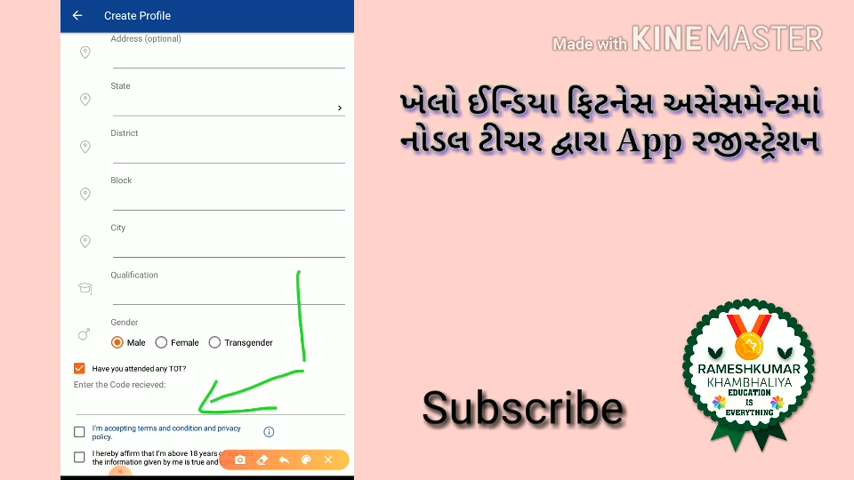 Create Profile
Address (optional)
State
District
Block
City
Qualification
Gender
Male Female Transgender
Have you attended any TOT?
Enter the Code recieved:
I'm accepting terms and condition and privacy
policy.
I hereby affirm that I'm above 18 years
the information given by me is true and
Made with KINEMASTER
ખેલો ઈન્ડિયા ફિટનેસ અસેસમેન્ટમાં
નોડલ ટીચર દ્વારા App રજીસ્ટ્રેશન
RAMESHKUMAR
KHAMBHALIYA
EDUCATION
IS
EVERYTHING
Subscribe